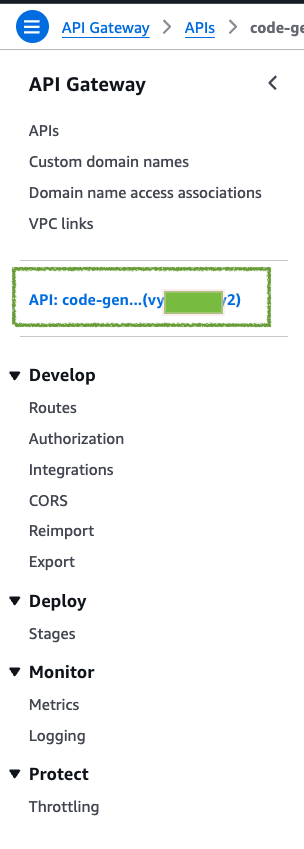 API Gateway > APIs > code-ge
API Gateway
APIs
Custom domain names
Domain name access associations
VPC links
API: code-gen...(vy 2)
Develop
Routes
Authorization
Integrations
CORS
Reimport
Export
Deploy
Stages
Monitor
Metrics
Logging
Protect
Throttling